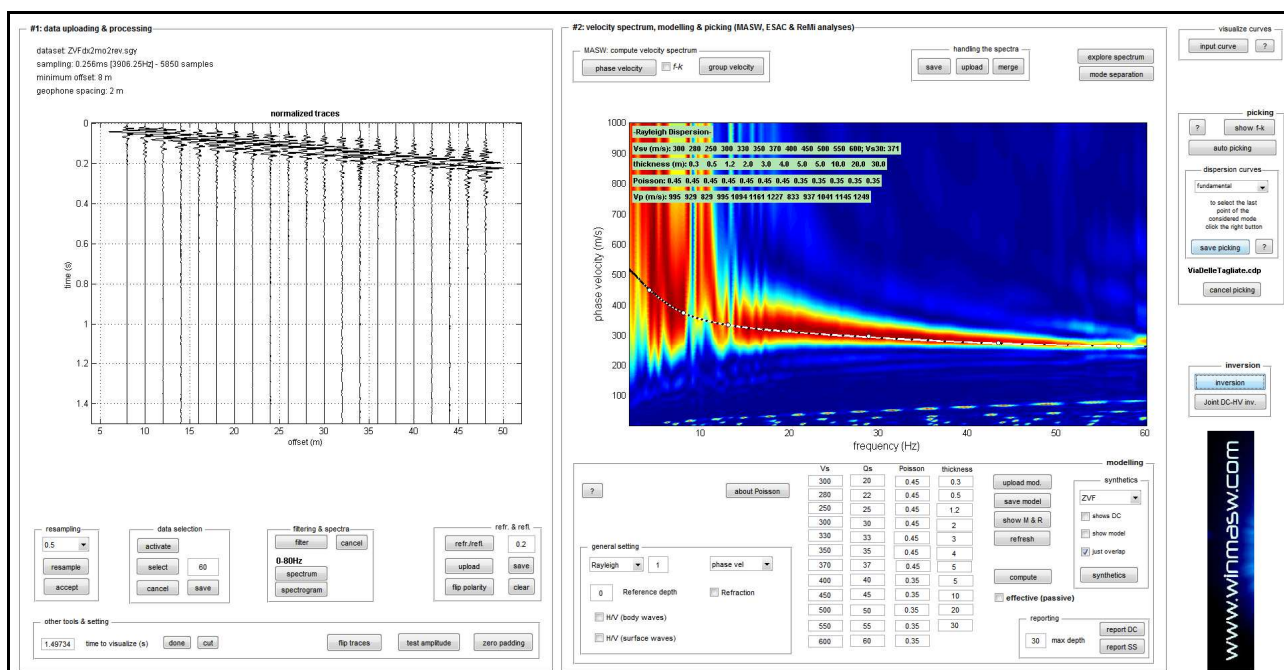 #1: data uploading & processing
dataset: ZVFdx2mo2rev.sgy
sampling: 0.256ms [3906.25Hz] - 5850 samples
minimum offset: 8 m
geophone spacing: 2 m
normalized traces
0
0.2
0.4
0.6
0.8
1
1.2
1.4
time (s)
5 10 15 20 25 30 35 40 45 50
offset (m)
resampling
0.5
resample
accept
data selection
activate
select 60
cancel save
filtering & spectra
filter cancel
0-80Hz
spectrum
spectrogram
refr. & refl.
refr./refl. 0.2
upload save
flip polarity clear
other tools & setting
1.49734 time to visualize (s) done cut flip traces test amplitude zero padding
#2: velocity spectrum, modelling & picking (MASW, ESAC & ReMi analyses)
MASW: compute velocity spectrum
phase velocity f-k group velocity
handling the spectra
save upload merge
explore spectrum
mode separation
-Rayleigh Dispersion-
Vsv (m/s): 300 280 250 300 330 350 370 400 450 500 550 600; Vs30: 371
thickness (m): 0.3 0.5 1.2 2.0 3.0 4.0 5.0 5.0 10.0 20.0 30.0
Poisson: 0.45 0.45 0.45 0.45 0.45 0.45 0.45 0.35 0.35 0.35 0.35 0.35
Vp (m/s): 995 929 829 995 1094 1161 1227 833 937 1041 1145 1249
1000
900
800
700
600
500
400
300
200
100
phase velocity (m/s)
10 20 30 40 50 60
frequency (Hz)
modelling
? about Poisson
general setting
Rayleigh 1 phase vel
0 Reference depth Refraction
H/V (body waves)
H/V (surface waves)
Vs Qs Poisson thickness
300 20 0.45 0.3
280 22 0.45 0.5
250 25 0.45 1.2
300 30 0.45 2
330 33 0.45 3
350 35 0.45 4
370 37 0.45 5
400 40 0.35 5
450 45 0.35 10
500 50 0.35 20
550 55 0.35 30
600 60 0.35
upload mod.
save model
show M & R
refresh
compute
effective (passive)
synthetics
ZVF
shows DC
show model
just overlap
synthetics
reporting
30 max depth report DC
report SS
visualize curves
input curve ?
picking
? show f-k
auto picking
dispersion curves
fundamental
to select the last
point of the
considered mode
click the right button
save picking ?
ViaDelleTagliate.cdp
cancel picking
inversion
inversion
Joint DC-HV inv.
www.winmasw.com